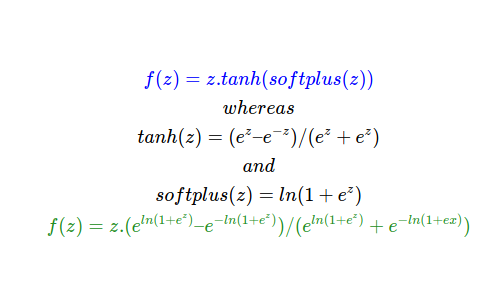 f(z) = z.tanh(softplus(z))
whereas
tanh(z) = (e^z–e^{−z})/(e^z + e^z)
and
softplus(z) = ln(1 + e^z)
f(z) = z.(e^{ln(1+e^z)}–e^{−ln(1+e^z)})/(e^{ln(1+e^z)} + e^{−ln(1+ex)})